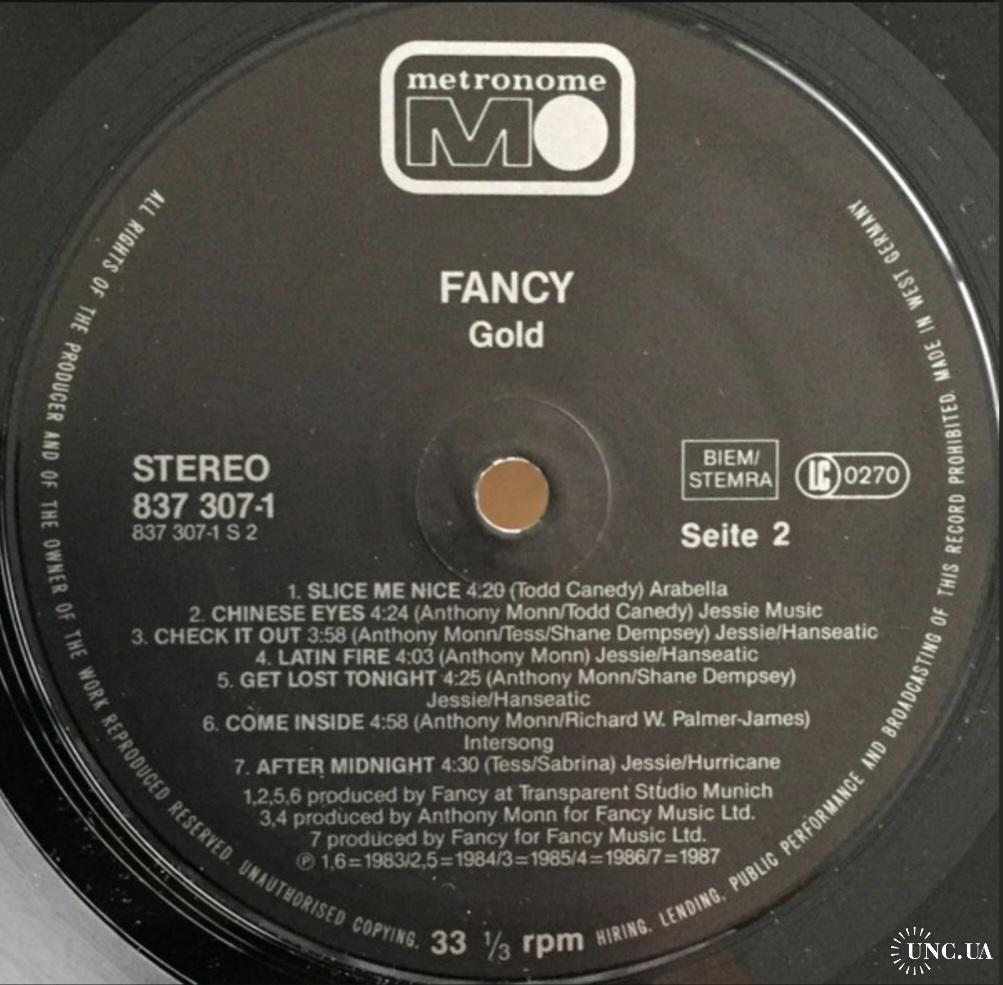 metronome
MO
FANCY
Gold
STEREO
837 307-1
837 307-1 S 2
BIEM/
STEMRA
LC 0270
Seite 2
1. SLICE ME NICE 4:20 (Todd Canedy) Arabella
2. CHINESE EYES 4:24 (Anthony Monn/Todd Canedy) Jessie Music
3. CHECK IT OUT 3:58 (Anthony Monn/Tess/Shane Dempsey) Jessie/Hanseatic
4. LATIN FIRE 4:03 (Anthony Monn) Jessie/Hanseatic
5. GET LOST TONIGHT 4:25 (Anthony Monn/Shane Dempsey)
Jessie/Hanseatic
6. COME INSIDE 4:58 (Anthony Monn/Richard W. Palmer-James)
Intersong
7. AFTER MIDNIGHT 4:30 (Tess/Sabrina) Jessie/Hurricane
1,2,5,6 produced by Fancy at Transparent Studio Munich
3,4 produced by Anthony Monn for Fancy Music Ltd.
7 produced by Fancy for Fancy Music Ltd.
℗ 1,6=1983/2,5=1984/3=1985/4=1986/7=1987
33 1/3 rpm
ALL RIGHTS OF THE PRODUCER AND OF THE OWNER OF THE WORK REPRODUCED RESERVED. UNAUTHORISED COPYING, HIRING, LENDING, PUBLIC PERFORMANCE AND BROADCASTING OF THIS RECORD PROHIBITED. MADE IN WEST GERMANY
UNC.UA